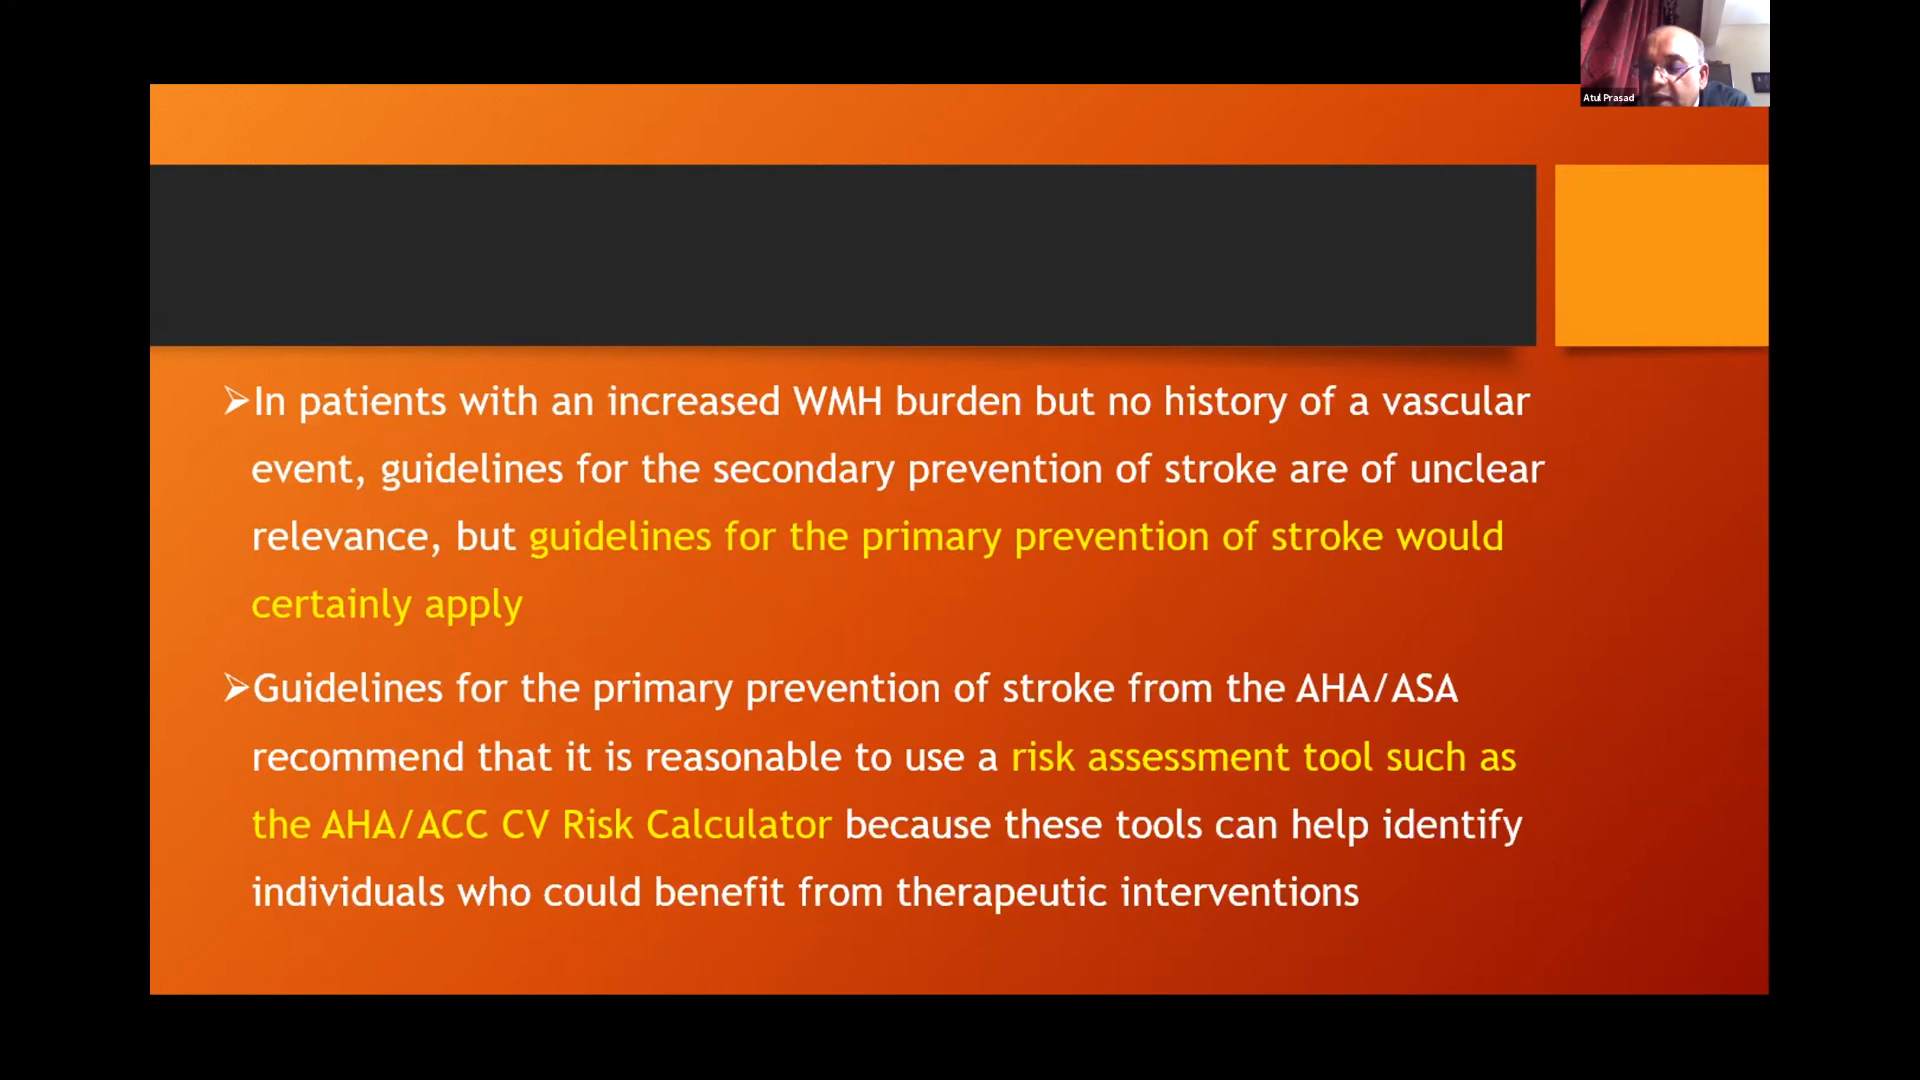 Atul Prasad
➢In patients with an increased WMH burden but no history of a vascular
event, guidelines for the secondary prevention of stroke are of unclear
relevance, but guidelines for the primary prevention of stroke would
certainly apply
➢Guidelines for the primary prevention of stroke from the AHA/ASA
recommend that it is reasonable to use a risk assessment tool such as
the AHA/ACC CV Risk Calculator because these tools can help identify
individuals who could benefit from therapeutic interventions